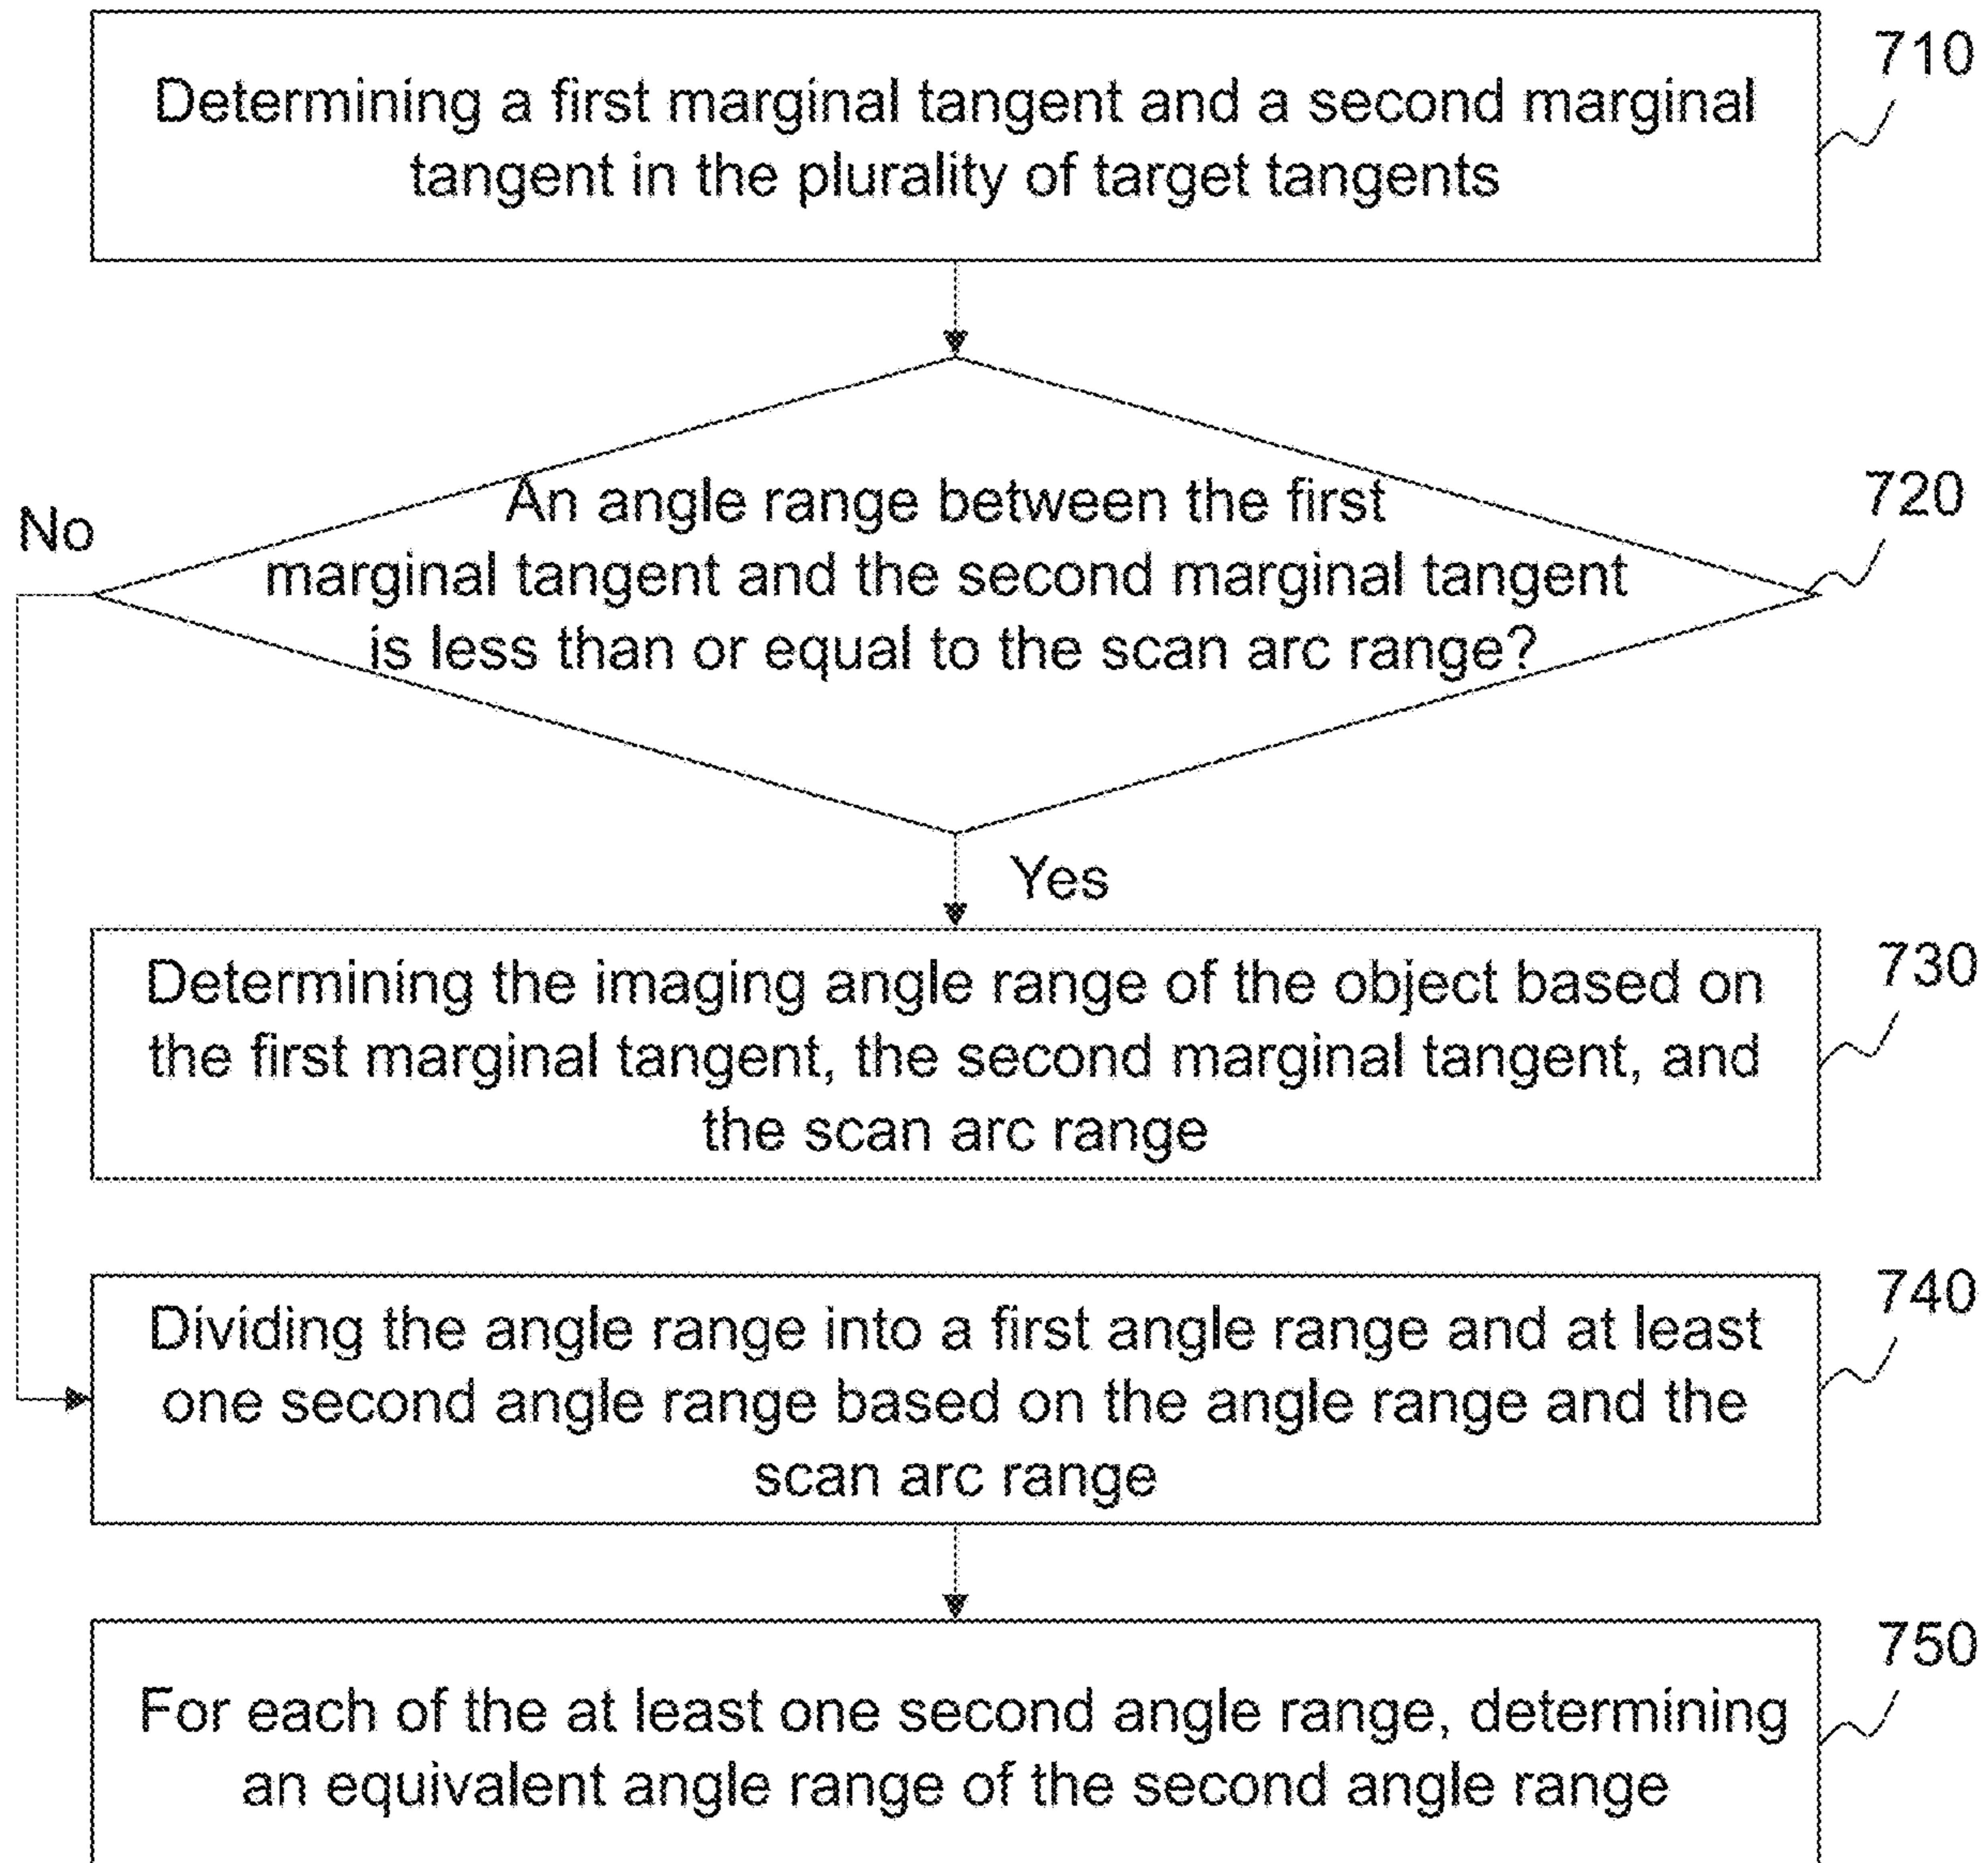 710
Determining a first marginal tangent and a second marginal
tangent in the plurality of target tangents
720
No
An angle range between the first
marginal tangent and the second marginal tangent
is less than or equal to the scan arc range?
Yes
730
Determining the imaging angle range of the object based on
the first marginal tangent, the second marginal tangent, and
the scan arc range
740
Dividing the angle range into a first angle range and at least
one second angle range based on the angle range and the
scan arc range
750
For each of the at least one second angle range, determining
an equivalent angle range of the second angle range